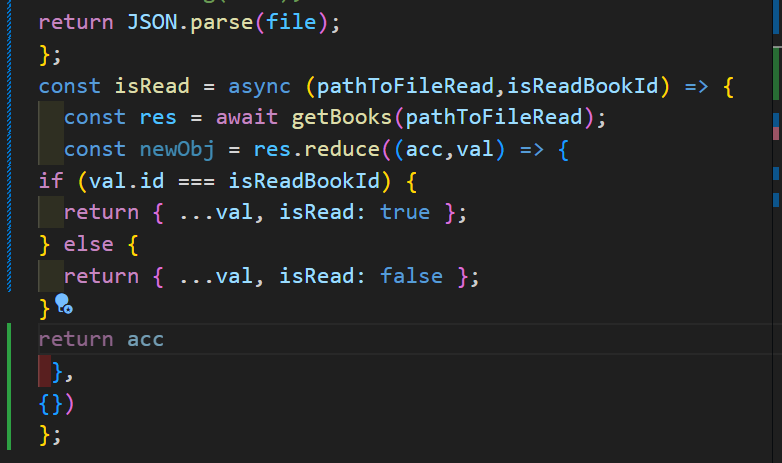 return JSON.parse(file);
};
const isRead = async (pathToFileRead,isReadBookId) => {
const res = await getBooks(pathToFileRead);
const newObj = res.reduce((acc,val) => {
if (val.id === isReadBookId) {
return { ...val, isRead: true };
} else {
return { ...val, isRead: false };
}
return acc
},
{})
};